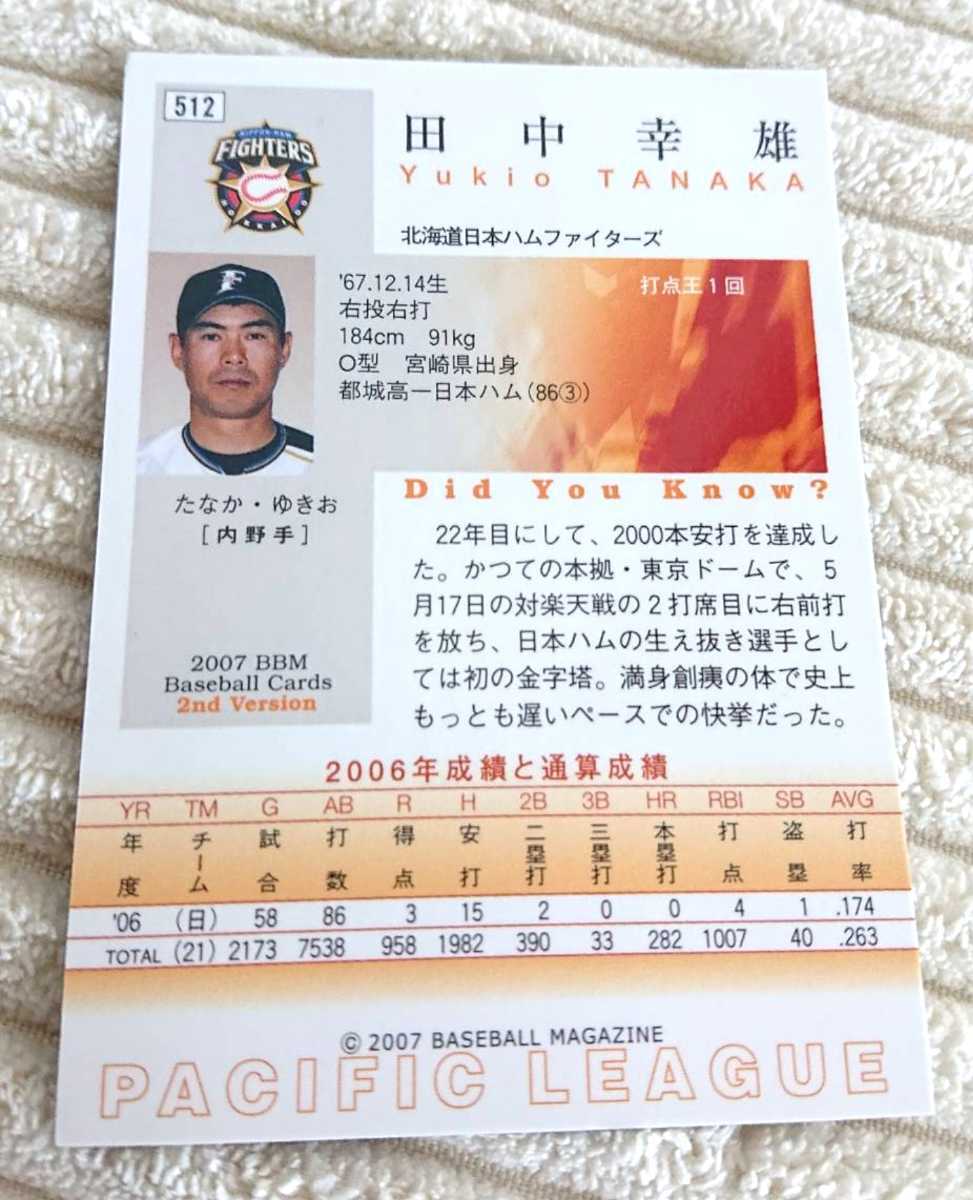 512
NIPPON-HAM
FIGHTERS
HOKKAIDO
田中幸雄
Yukio TANAKA
北海道日本ハムファイターズ
F
'67.12.14生
右投右打
184cm 91kg
O型 宮崎県出身
都城高ー日本ハム(86③)
打点王1回
たなか・ゆきお
[内野手]
2007 BBM
Baseball Cards
2nd Version
Did You Know?
22年目にして、2000本安打を達成し
た。かつての本拠・東京ドームで、5
月17日の対楽天戦の2打席目に右前打
を放ち、日本ハムの生え抜き選手とし
ては初の金字塔。満身創痍の体で史上
もっとも遅いペースでの快挙だった。
2006年成績と通算成績
YR TM G AB R H 2B 3B HR RBI SB AVG
年度 チーム 試合 打数 得点 安打 二塁打 三塁打 本塁打 打点 盗塁 打率
'06 (日) 58 86 3 15 2 0 0 4 1 .174
TOTAL (21) 2173 7538 958 1982 390 33 282 1007 40 .263
© 2007 BASEBALL MAGAZINE
PACIFIC LEAGUE